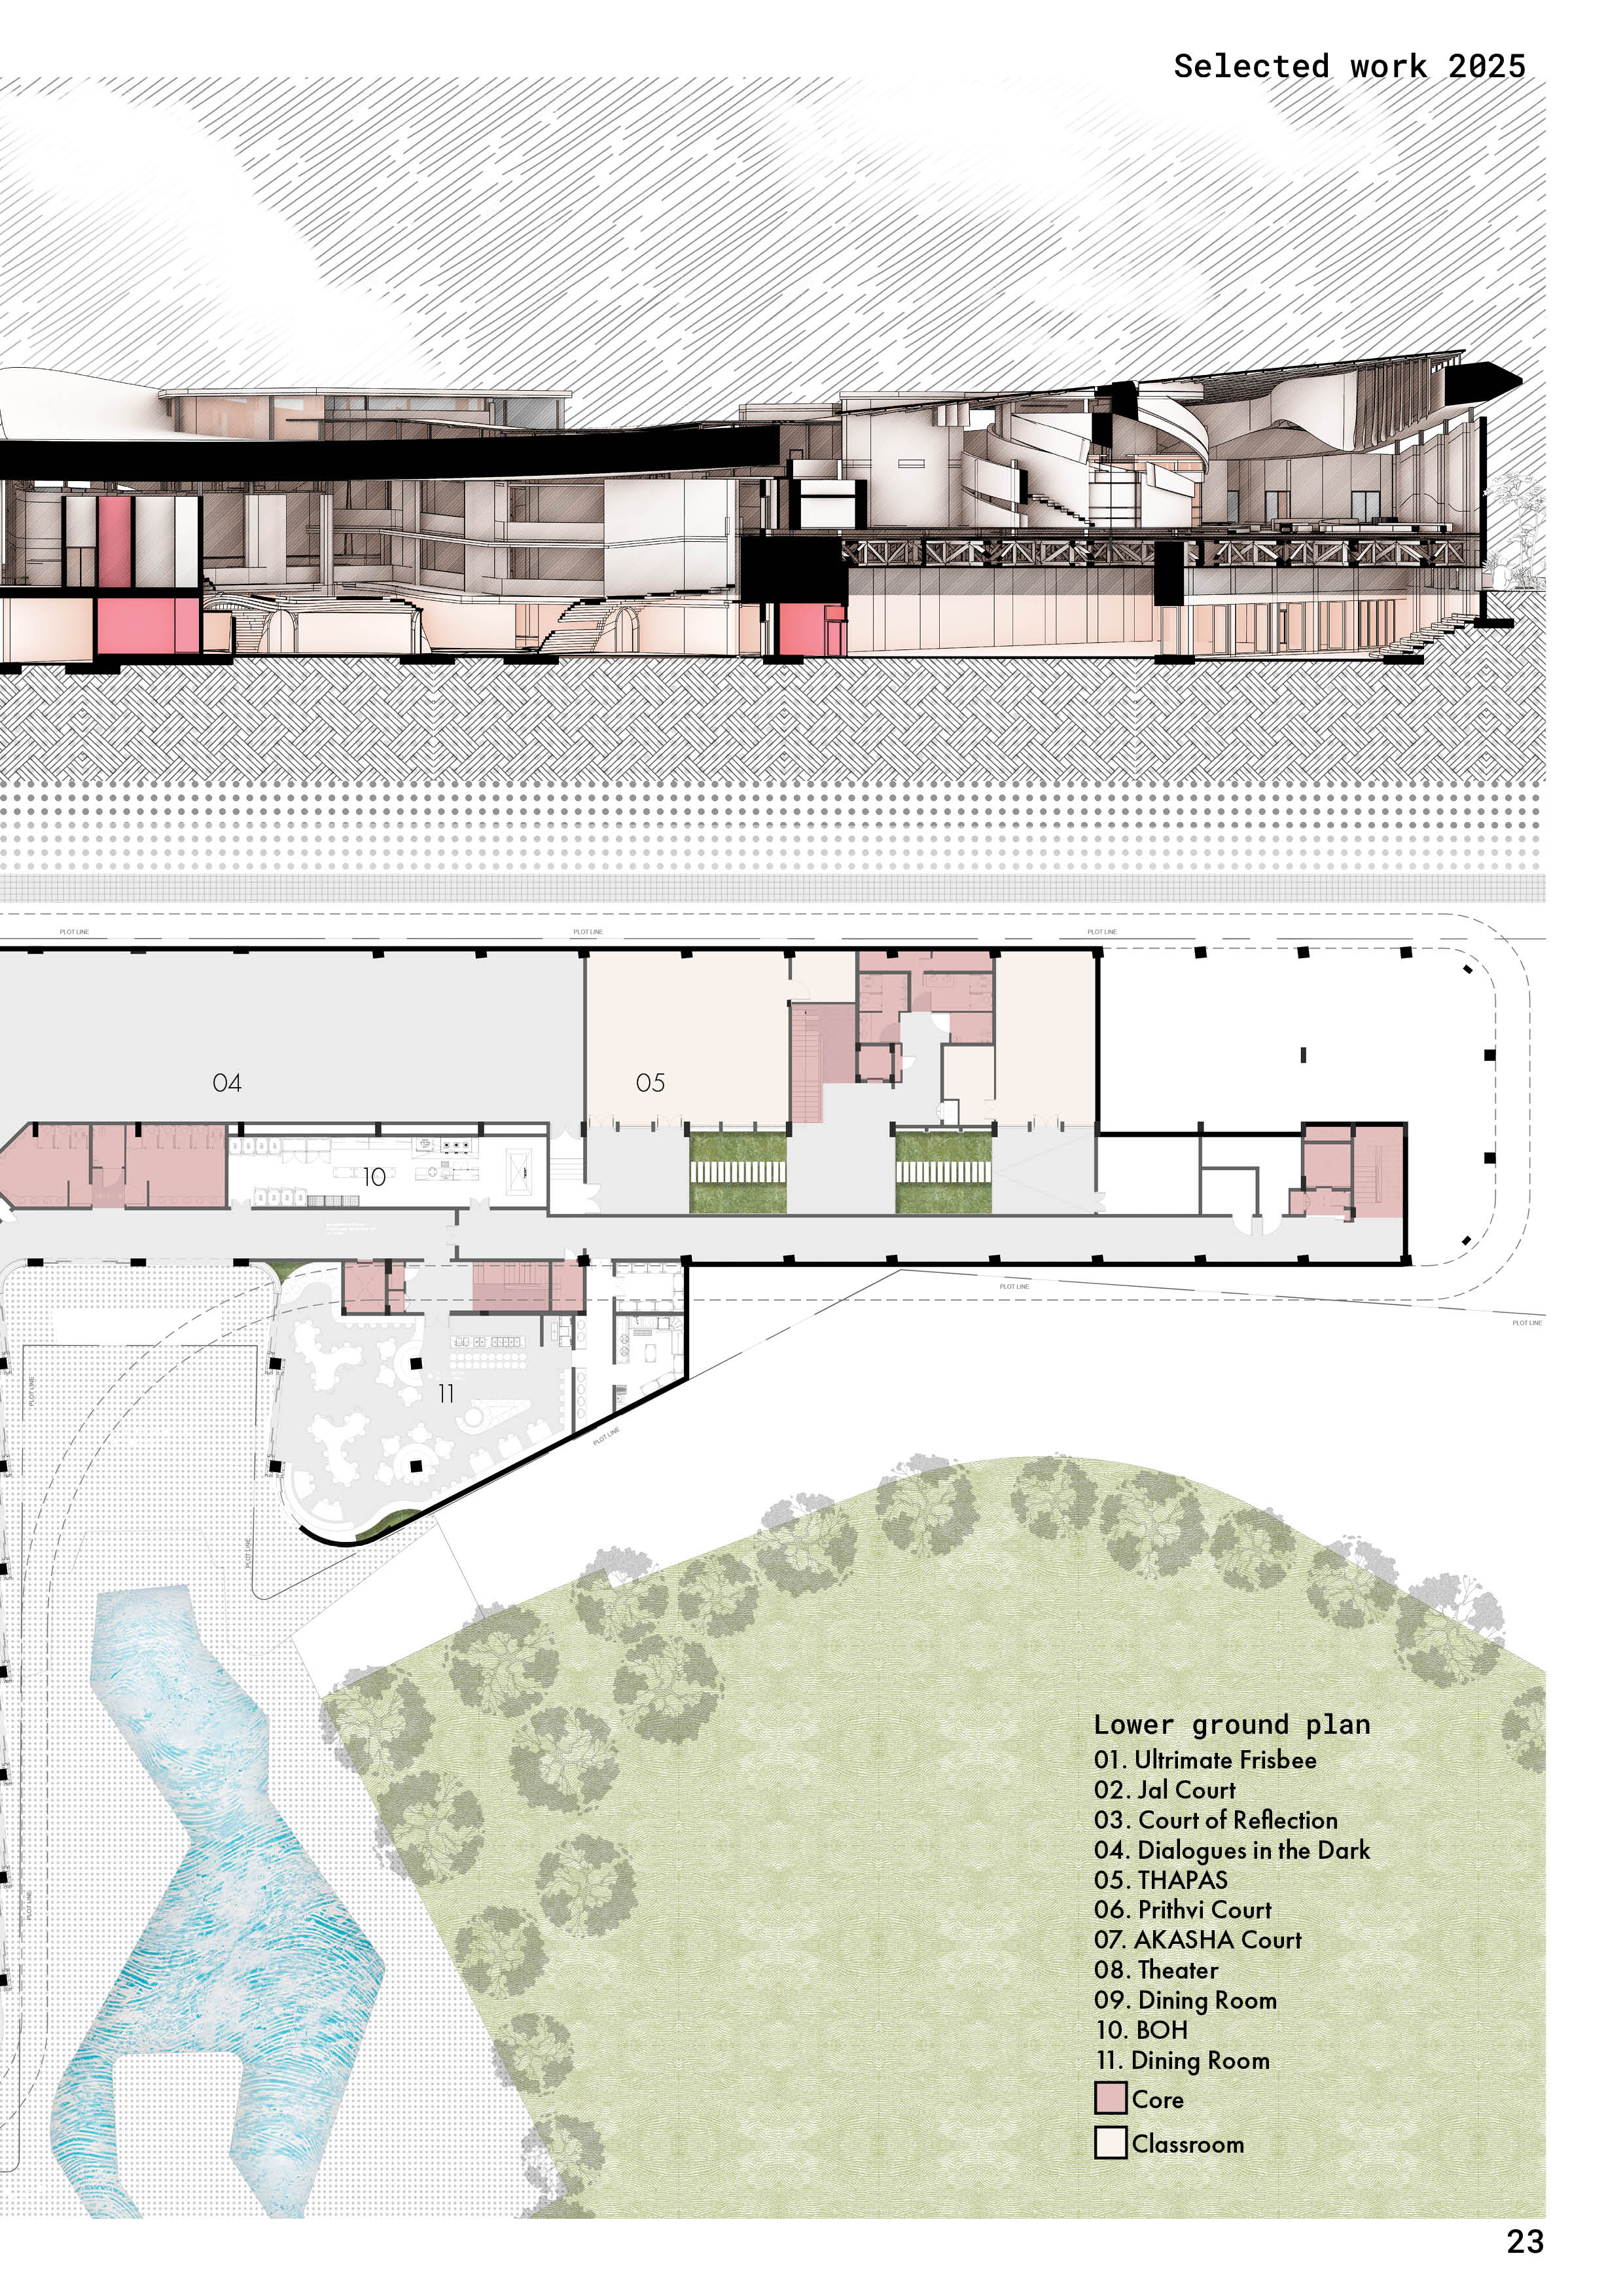 Selected work 2025
PLOT LINE
PLOT LINE
PLOT LINE
04
05
10
PLOT LINE
PLOT LINE
PLOT LINE
11
PLOT LINE
PLOT LINE
PLOT LINE
Lower ground plan
01. Ultrimate Frisbee
02. Jal Court
03. Court of Reflection
04. Dialogues in the Dark
05. THAPAS
06. Prithvi Court
07. AKASHA Court
08. Theater
09. Dining Room
10. BOH
11. Dining Room
Core
Classroom
23